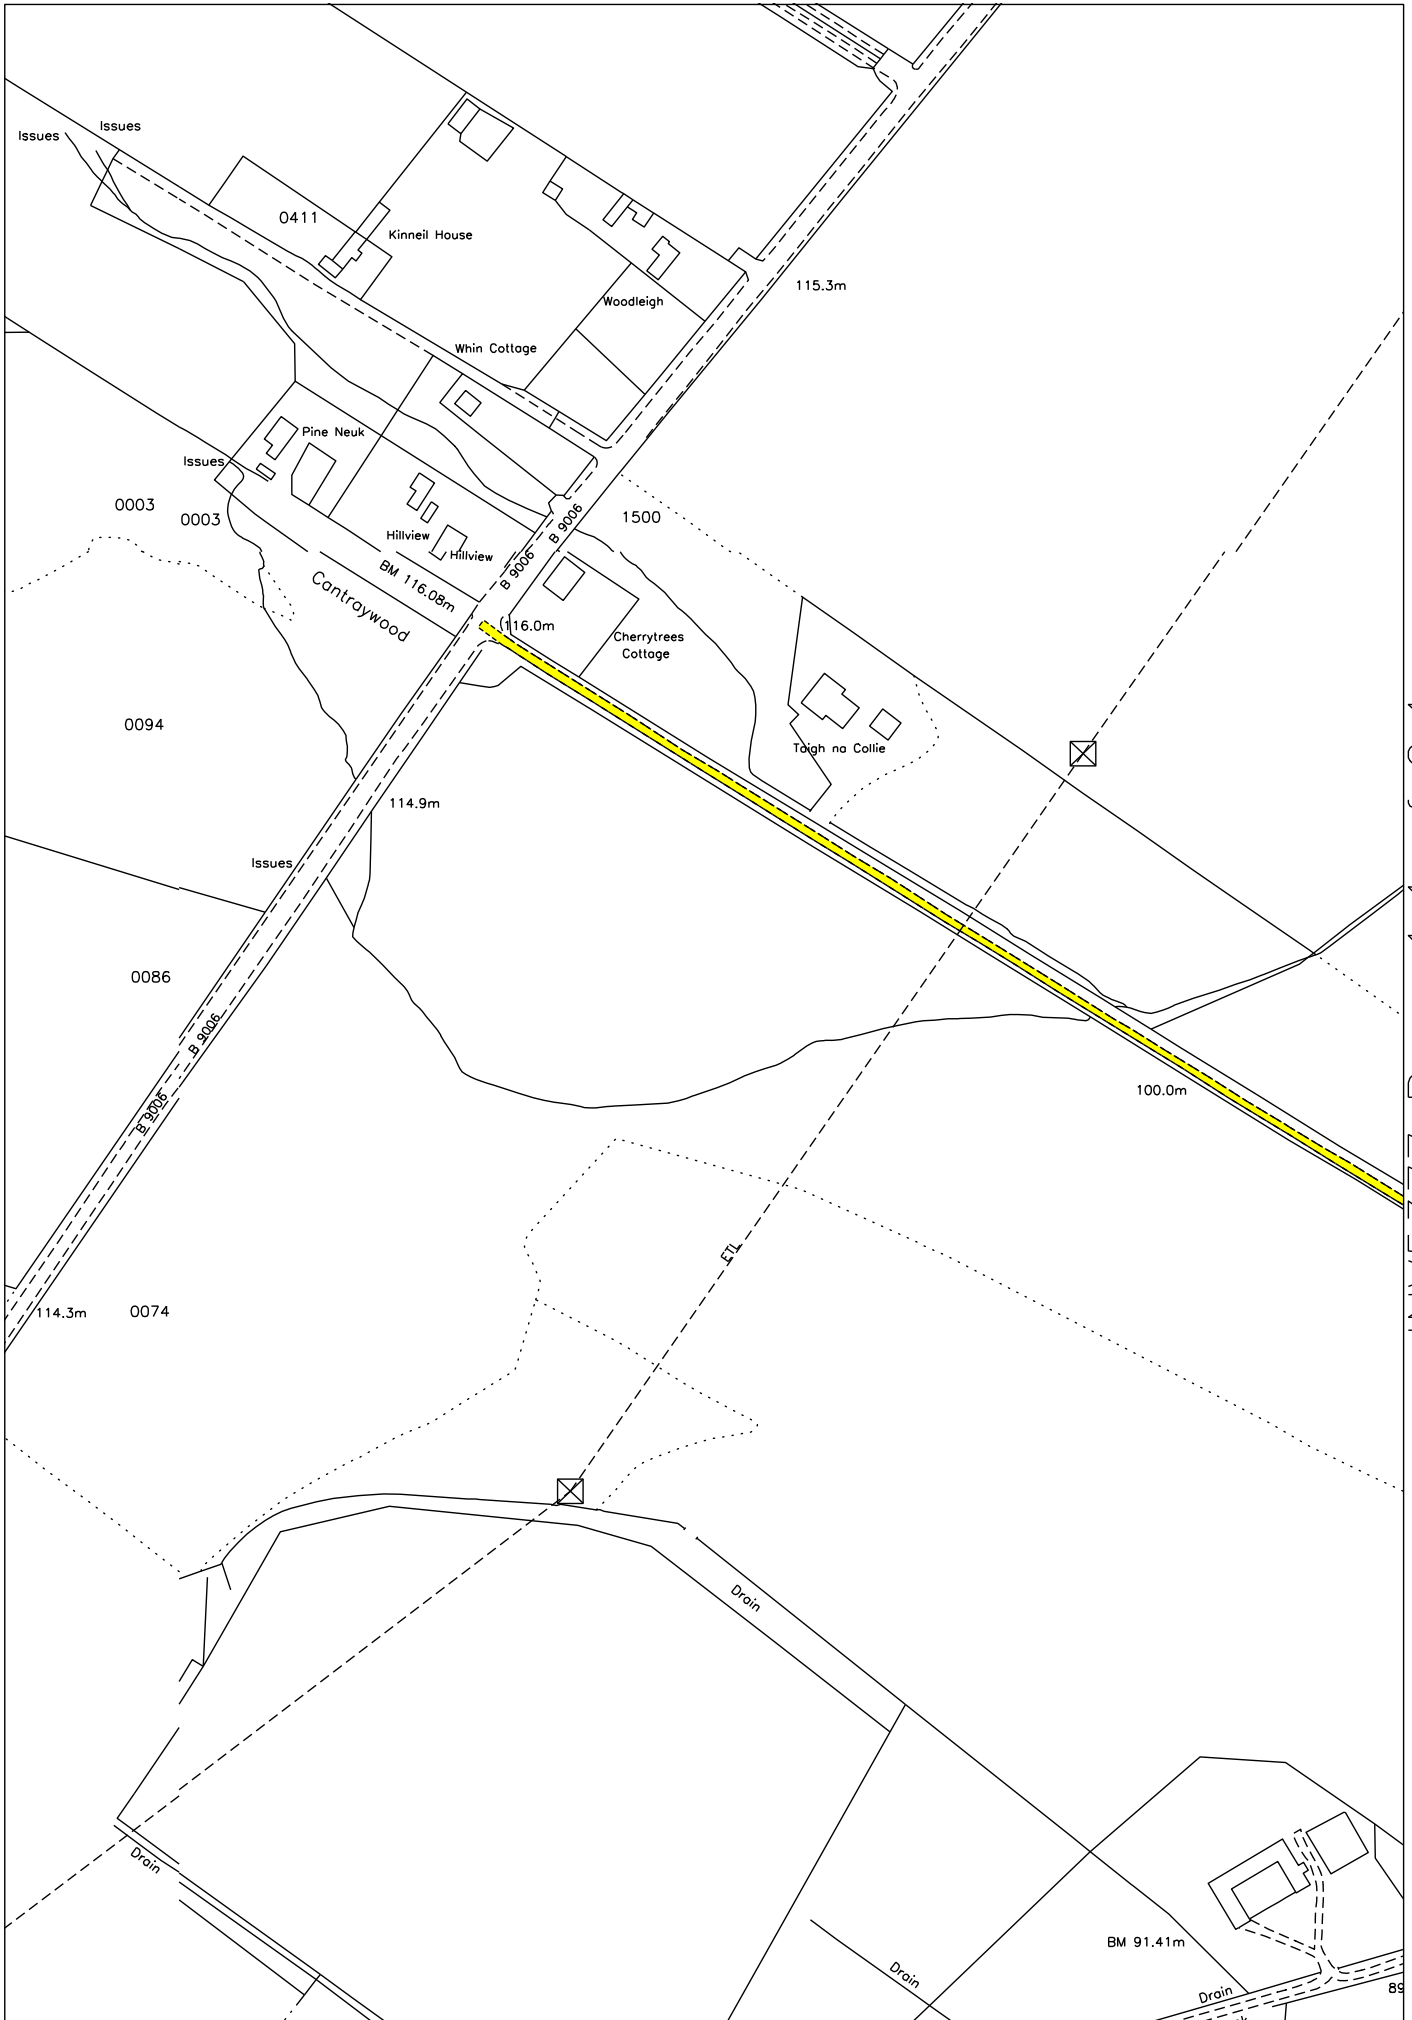 Issues
Issues
0411
Kinneil House
115.3m
Woodleigh
Whin Cottage
Pine Neuk
Issues
0003
0003
B 9006
1500
Hillview
Hillview
B 9006
BM 116.08m
Cantraywood
116.0m
Cherrytrees
Cottage
0094
Taigh na Collie
114.9m
Issues
0086
B 9006
100.0m
B 9006
ETL
114.3m
0074
Drain
Drain
BM 91.41m
Drain
Drain
89